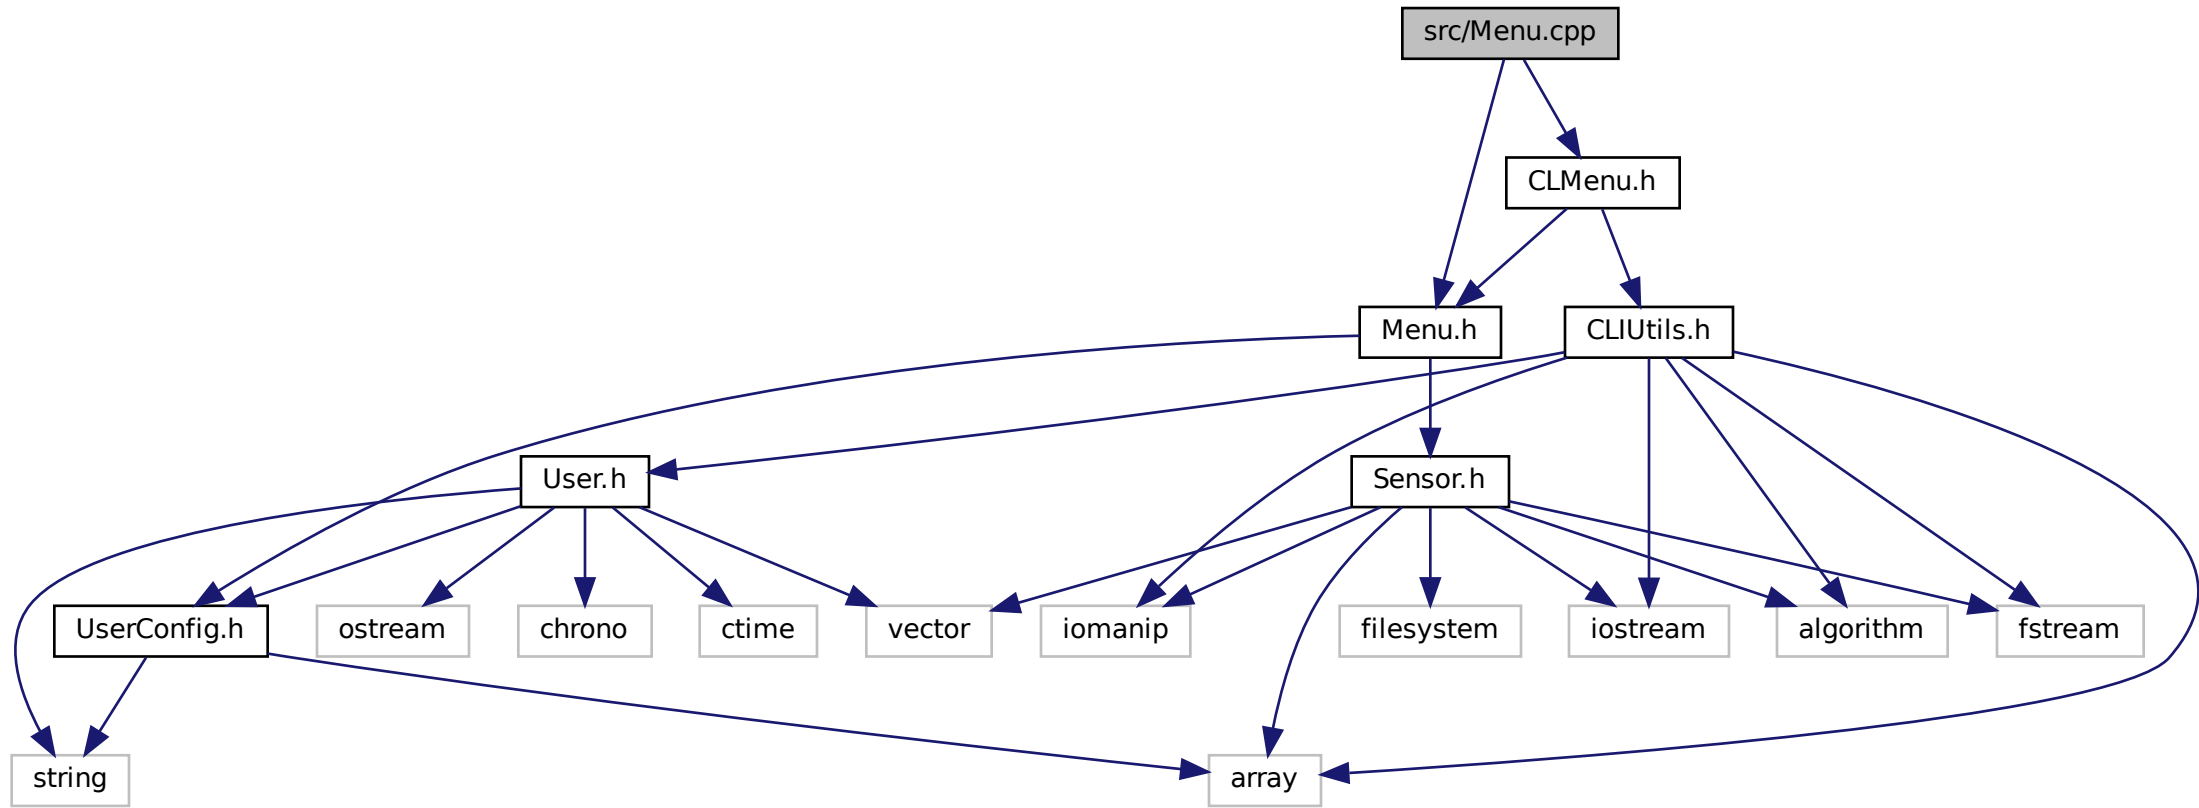 src/Menu.cpp
CLMenu.h
Menu.h
CLIUtils.h
User.h
Sensor.h
UserConfig.h
ostream
chrono
ctime
vector
iomanip
filesystem
iostream
algorithm
fstream
string
array